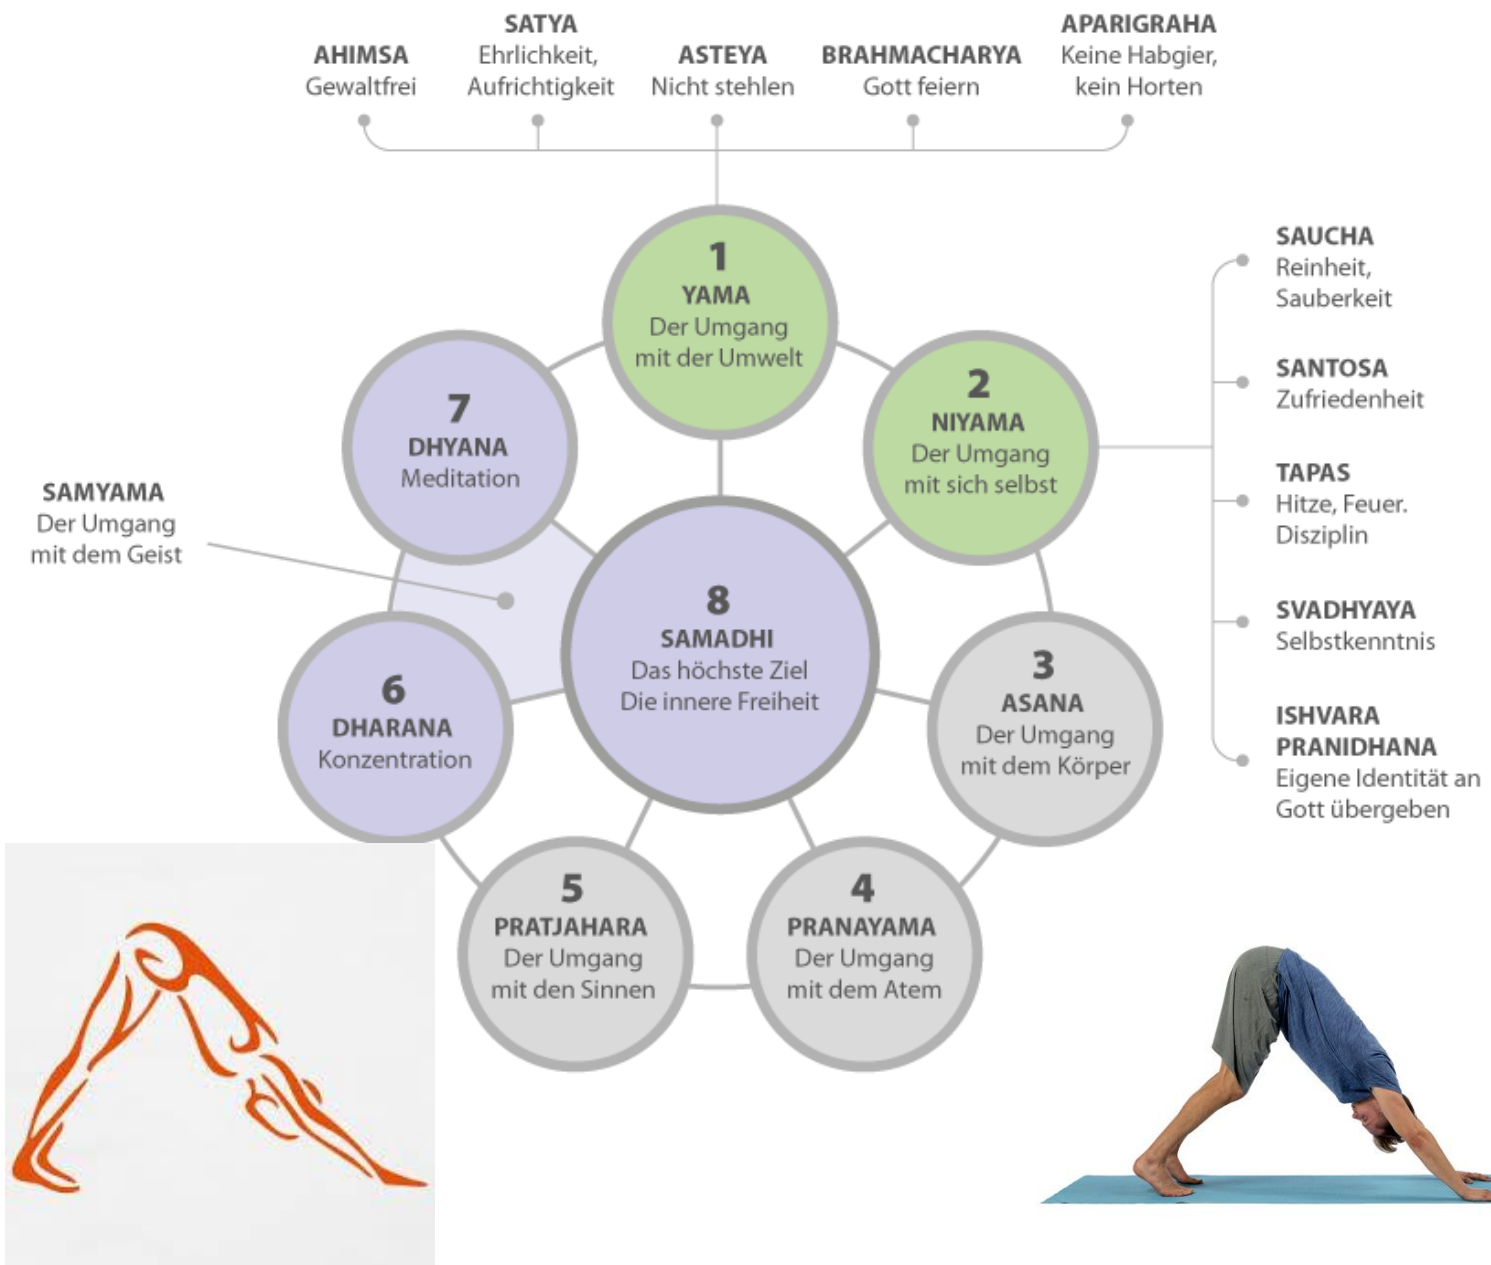 AHIMSA
Gewaltfrei
SATYA
Ehrlichkeit,
Aufrichtigkeit
ASTEYA
Nicht stehlen
BRAHMACHARYA
Gott feiern
APARIGRAHA
Keine Habgier,
kein Horten
1
YAMA
Der Umgang
mit der Umwelt
2
NIYAMA
Der Umgang
mit sich selbst
SAUCHA
Reinheit,
Sauberkeit
SANTOSA
Zufriedenheit
TAPAS
Hitze, Feuer.
Disziplin
SVADHYAYA
Selbstkenntnis
ISHVARA
PRANIDHANA
Eigene Identität an
Gott übergeben
3
ASANA
Der Umgang
mit dem Körper
4
PRANAYAMA
Der Umgang
mit dem Atem
5
PRATJAHARA
Der Umgang
mit den Sinnen
6
DHARANA
Konzentration
7
DHYANA
Meditation
SAMYAMA
Der Umgang
mit dem Geist
8
SAMADHI
Das höchste Ziel
Die innere Freiheit